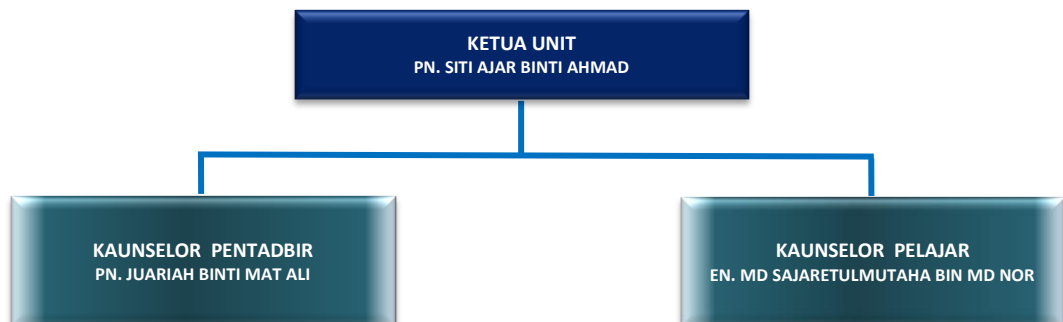 KETUA UNIT
PN. SITI AJAR BINTI AHMAD
KAUNSELOR PENTADBIR
PN. JUARIAH BINTI MAT ALI
KAUNSELOR PELAJAR
EN. MD SAJARETULMUTAHA BIN MD NOR